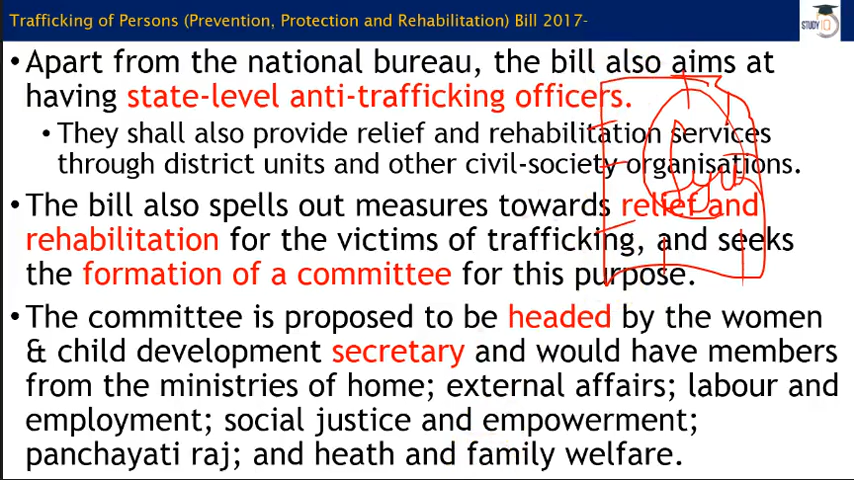 Trafficking of Persons (Prevention, Protection and Rehabilitation) Bill 2017-
STUDY IQ
• Apart from the national bureau, the bill also aims at
having state-level anti-trafficking officers.
• They shall also provide relief and rehabilitation services
through district units and other civil-society organisations.
• The bill also spells out measures towards relief and
rehabilitation for the victims of trafficking, and seeks
the formation of a committee for this purpose.
• The committee is proposed to be headed by the women
& child development secretary and would have members
from the ministries of home; external affairs; labour and
employment; social justice and empowerment;
panchayati raj; and heath and family welfare.